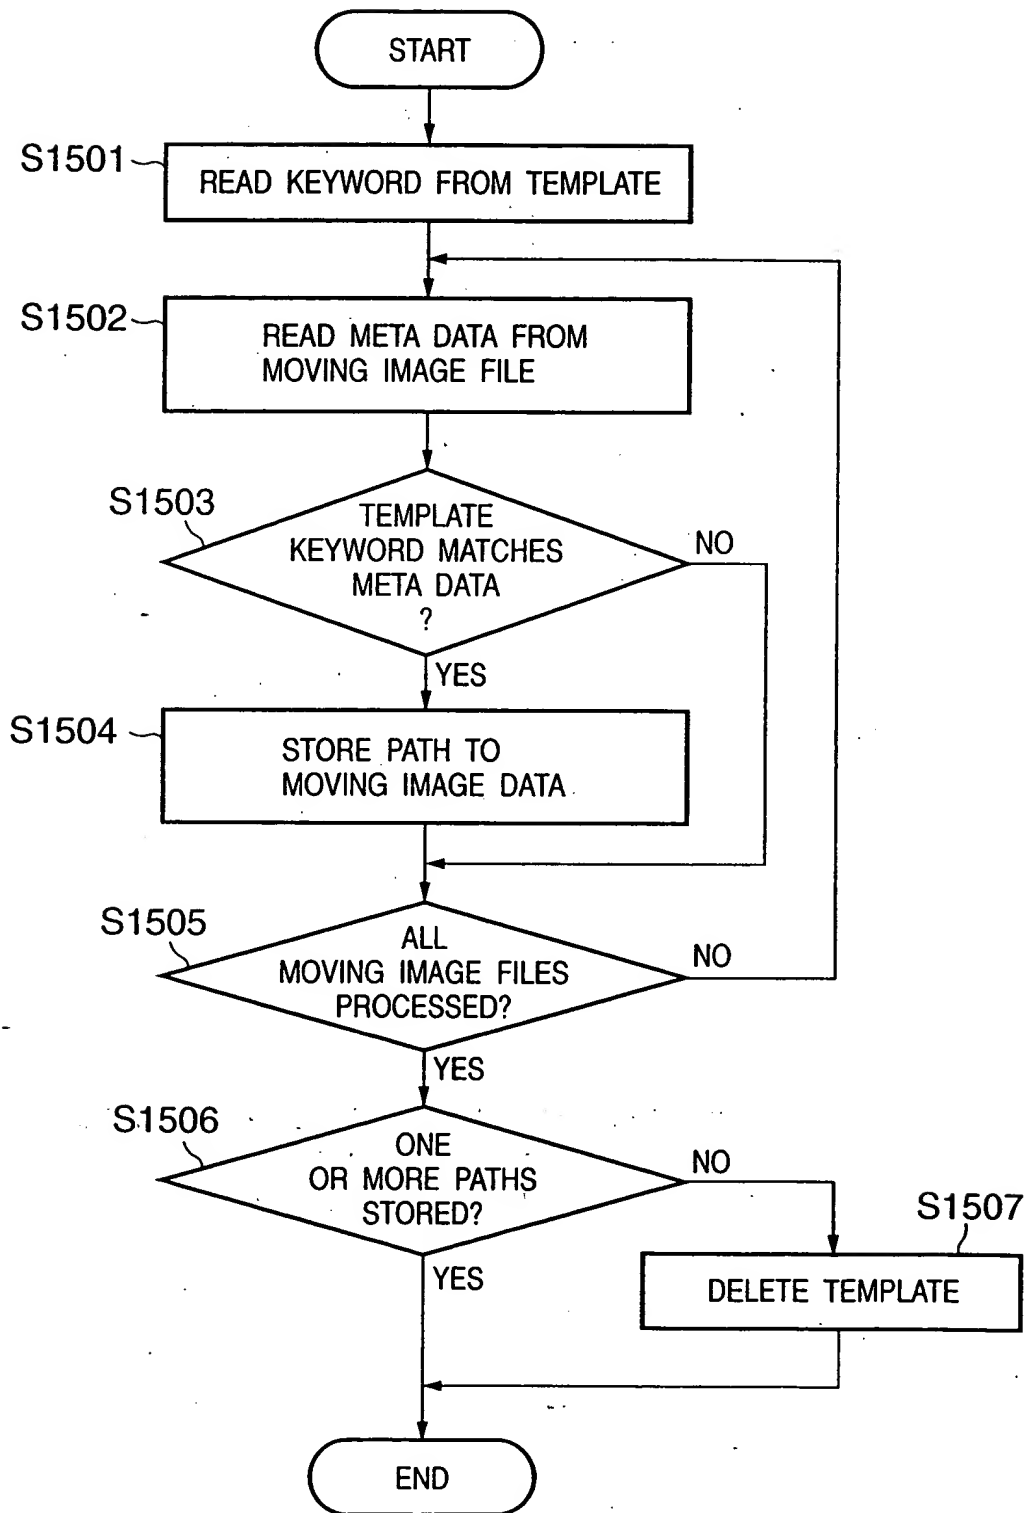 START
S1501
READ KEYWORD FROM TEMPLATE
S1502
READ META DATA FROM
MOVING IMAGE FILE
S1503
TEMPLATE
KEYWORD MATCHES
META DATA
?
NO
YES
S1504
STORE PATH TO
MOVING IMAGE DATA
S1505
ALL
MOVING IMAGE FILES
PROCESSED?
NO
YES
S1506
ONE
OR MORE PATHS
STORED?
NO
YES
S1507
DELETE TEMPLATE
END